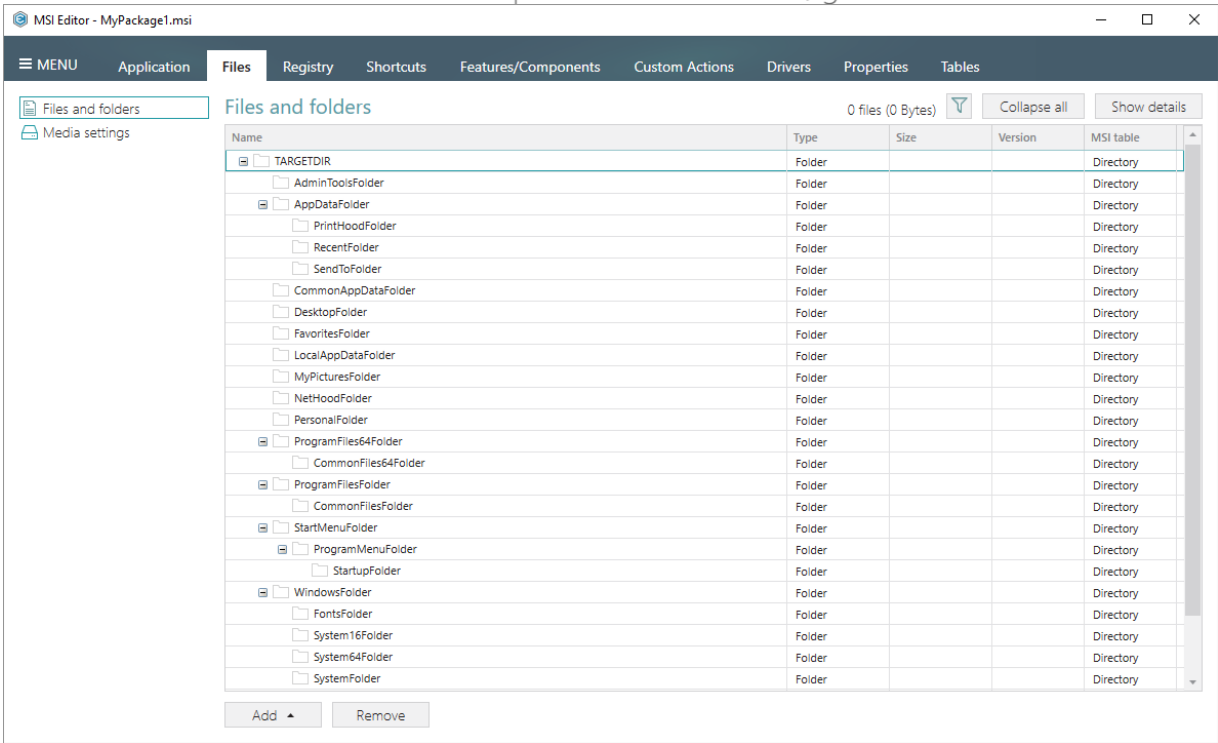 MSI Editor - MyPackage1.msi
MENU Application Files Registry Shortcuts Features/Components Custom Actions Drivers Properties Tables
Files and folders
Media settings
Files and folders 0 files (0 Bytes) Collapse all Show details
Name Type Size Version MSI table
TARGETDIR Folder Directory
AdminToolsFolder Folder Directory
AppDataFolder Folder Directory
PrintHoodFolder Folder Directory
RecentFolder Folder Directory
SendToFolder Folder Directory
CommonAppDataFolder Folder Directory
DesktopFolder Folder Directory
FavoritesFolder Folder Directory
LocalAppDataFolder Folder Directory
MyPicturesFolder Folder Directory
NetHoodFolder Folder Directory
PersonalFolder Folder Directory
ProgramFiles64Folder Folder Directory
CommonFiles64Folder Folder Directory
ProgramFilesFolder Folder Directory
CommonFilesFolder Folder Directory
StartMenuFolder Folder Directory
ProgramMenuFolder Folder Directory
StartupFolder Folder Directory
WindowsFolder Folder Directory
FontsFolder Folder Directory
System16Folder Folder Directory
System64Folder Folder Directory
SystemFolder Folder Directory
Add Remove